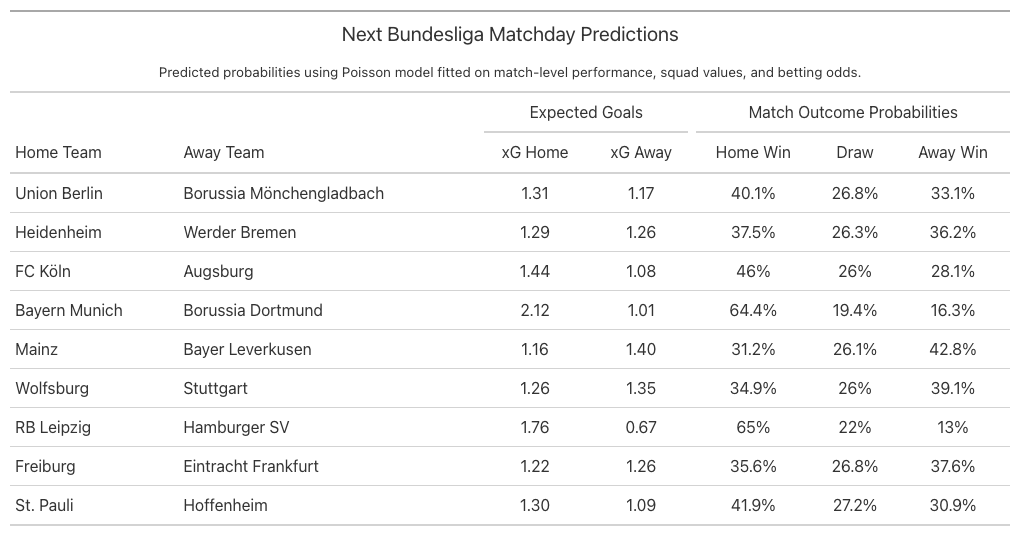 Next Bundesliga Matchday Predictions
Predicted probabilities using Poisson model fitted on match-level performance, squad values, and betting odds.
Expected Goals Match Outcome Probabilities
Home Team Away Team xG Home xG Away Home Win Draw Away Win
Union Berlin Borussia Mönchengladbach 1.31 1.17 40.1% 26.8% 33.1%
Heidenheim Werder Bremen 1.29 1.26 37.5% 26.3% 36.2%
FC Köln Augsburg 1.44 1.08 46% 26% 28.1%
Bayern Munich Borussia Dortmund 2.12 1.01 64.4% 19.4% 16.3%
Mainz Bayer Leverkusen 1.16 1.40 31.2% 26.1% 42.8%
Wolfsburg Stuttgart 1.26 1.35 34.9% 26% 39.1%
RB Leipzig Hamburger SV 1.76 0.67 65% 22% 13%
Freiburg Eintracht Frankfurt 1.22 1.26 35.6% 26.8% 37.6%
St. Pauli Hoffenheim 1.30 1.09 41.9% 27.2% 30.9%